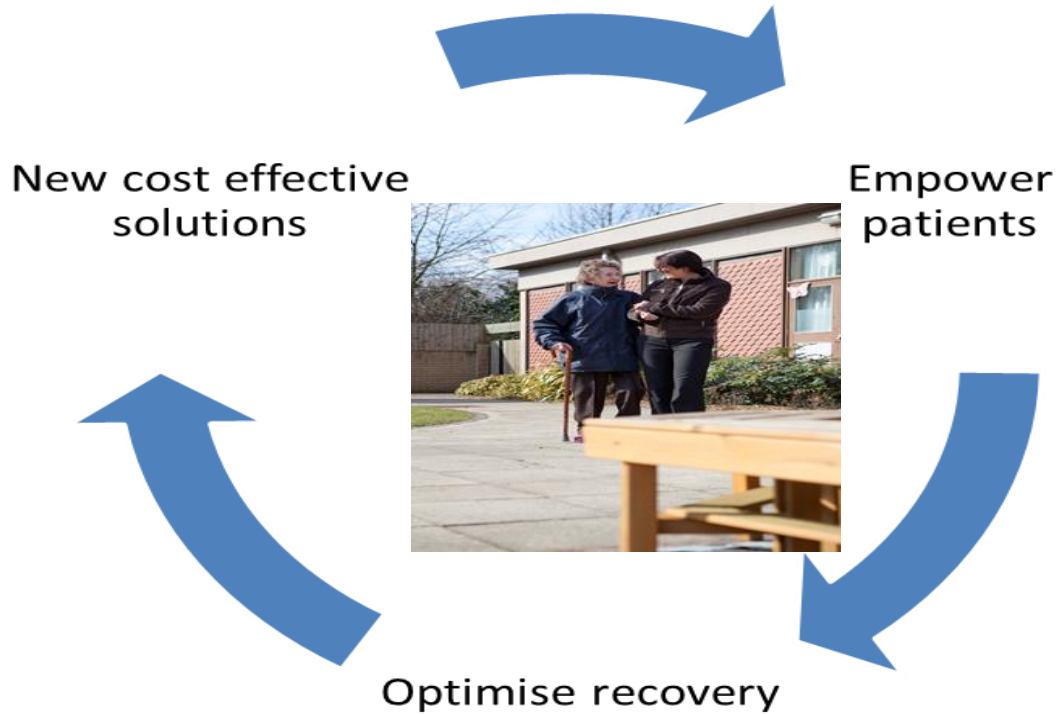 New cost effective
solutions
Empower
patients
Optimise recovery